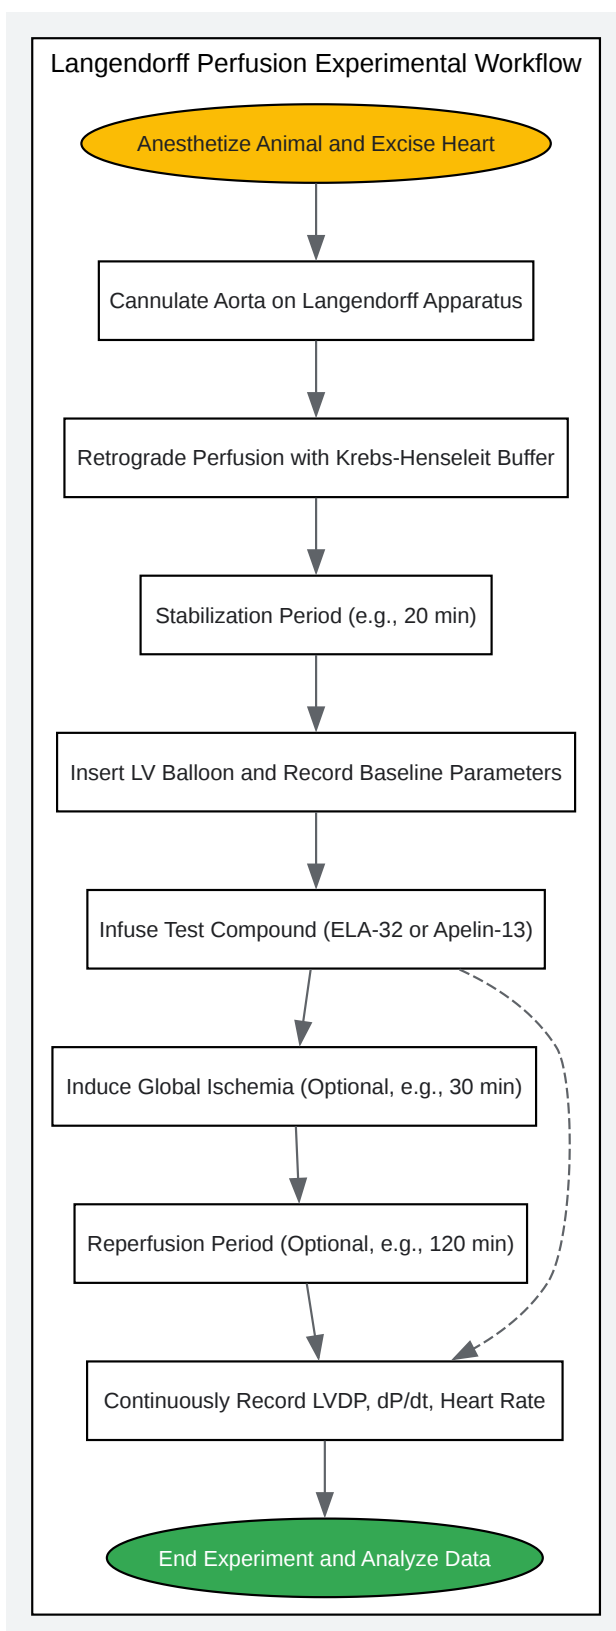 Langendorff Perfusion Experimental Workflow
Anesthetize Animal and Excise Heart
Cannulate Aorta on Langendorff Apparatus
Retrograde Perfusion with Krebs-Henseleit Buffer
Stabilization Period (e.g., 20 min)
Insert LV Balloon and Record Baseline Parameters
Infuse Test Compound (ELA-32 or Apelin-13)
Induce Global Ischemia (Optional, e.g., 30 min)
Reperfusion Period (Optional, e.g., 120 min)
Continuously Record LVDP, dP/dt, Heart Rate
End Experiment and Analyze Data